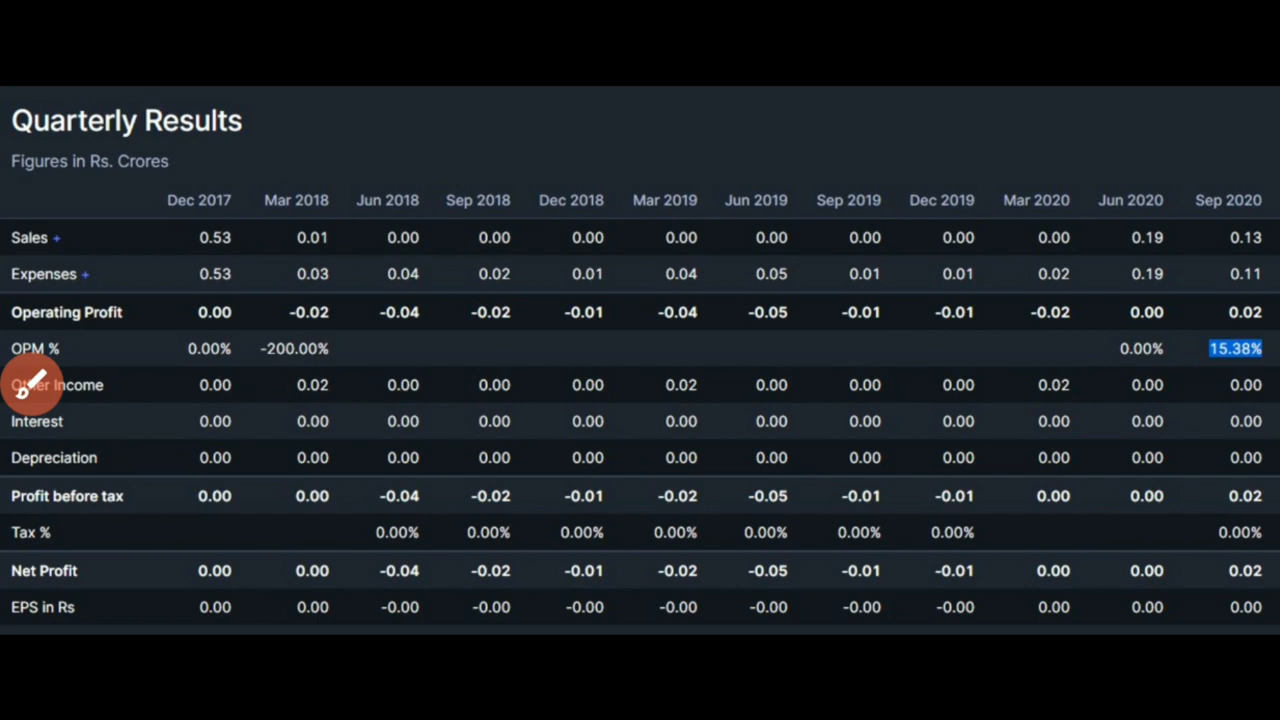 Quarterly Results
Figures in Rs. Crores
Dec 2017 Mar 2018 Jun 2018 Sep 2018 Dec 2018 Mar 2019 Jun 2019 Sep 2019 Dec 2019 Mar 2020 Jun 2020 Sep 2020
Sales + 0.53 0.01 0.00 0.00 0.00 0.00 0.00 0.00 0.00 0.00 0.19 0.13
Expenses + 0.53 0.03 0.04 0.02 0.01 0.04 0.05 0.01 0.01 0.02 0.19 0.11
Operating Profit 0.00 -0.02 -0.04 -0.02 -0.01 -0.04 -0.05 -0.01 -0.01 -0.02 0.00 0.02
OPM % 0.00% -200.00% 0.00% 15.38%
Other Income 0.00 0.02 0.00 0.00 0.00 0.02 0.00 0.00 0.00 0.02 0.00 0.00
Interest 0.00 0.00 0.00 0.00 0.00 0.00 0.00 0.00 0.00 0.00 0.00 0.00
Depreciation 0.00 0.00 0.00 0.00 0.00 0.00 0.00 0.00 0.00 0.00 0.00 0.00
Profit before tax 0.00 0.00 -0.04 -0.02 -0.01 -0.02 -0.05 -0.01 -0.01 0.00 0.00 0.02
Tax % 0.00% 0.00% 0.00% 0.00% 0.00% 0.00% 0.00% 0.00%
Net Profit 0.00 0.00 -0.04 -0.02 -0.01 -0.02 -0.05 -0.01 -0.01 0.00 0.00 0.02
EPS in Rs 0.00 0.00 -0.00 -0.00 -0.00 -0.00 -0.00 -0.00 -0.00 0.00 0.00 0.00